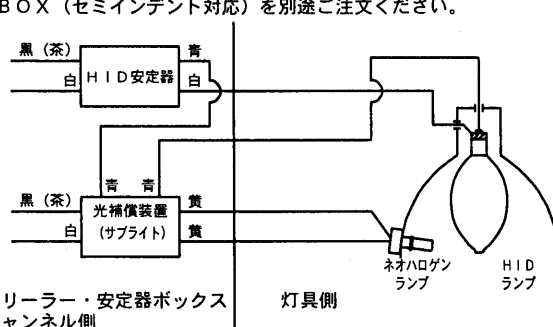 BOX（セミインデント対応）を別途ご注文ください。
黒（茶） 青
HID安定器
白 白
青 青
黒（茶） 黄
光補償装置
(サブライト)
白 黄
ネオハロゲン
ランプ
HID
ランプ
リーラー・安定器ボックス
ャンネル側
灯具側